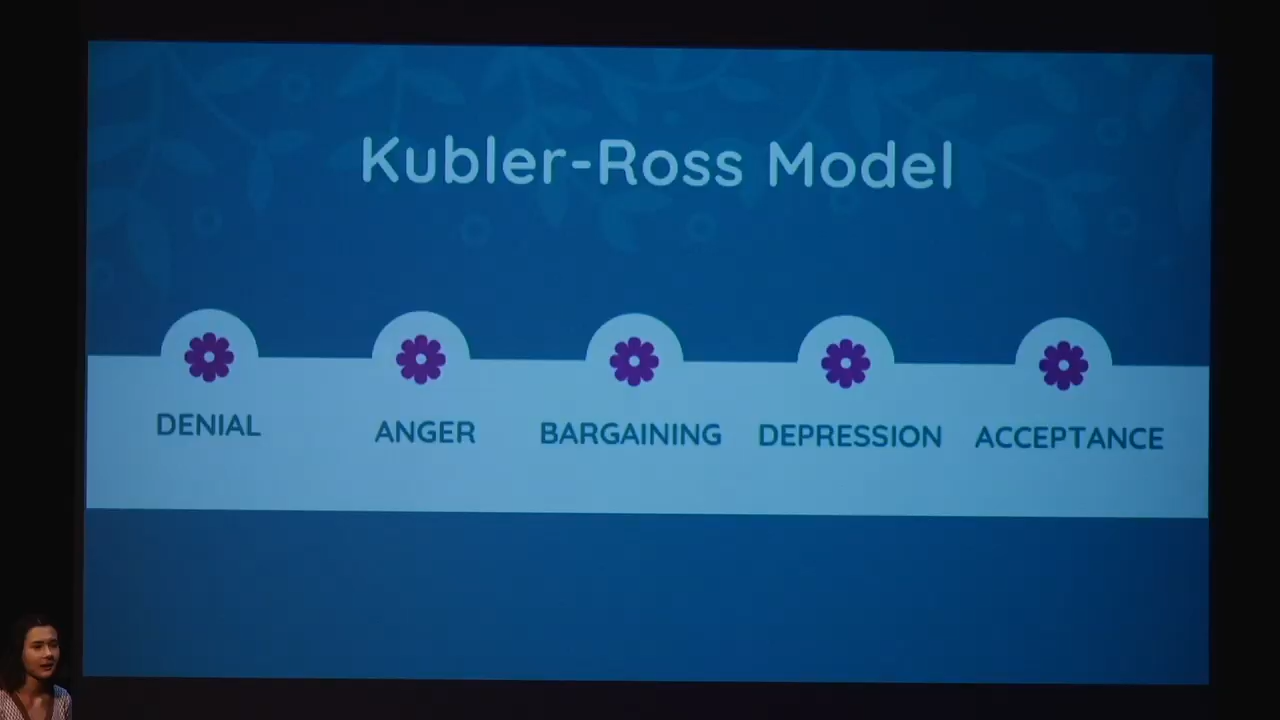 Kubler-Ross Model
DENIAL ANGER BARGAINING DEPRESSION ACCEPTANCE